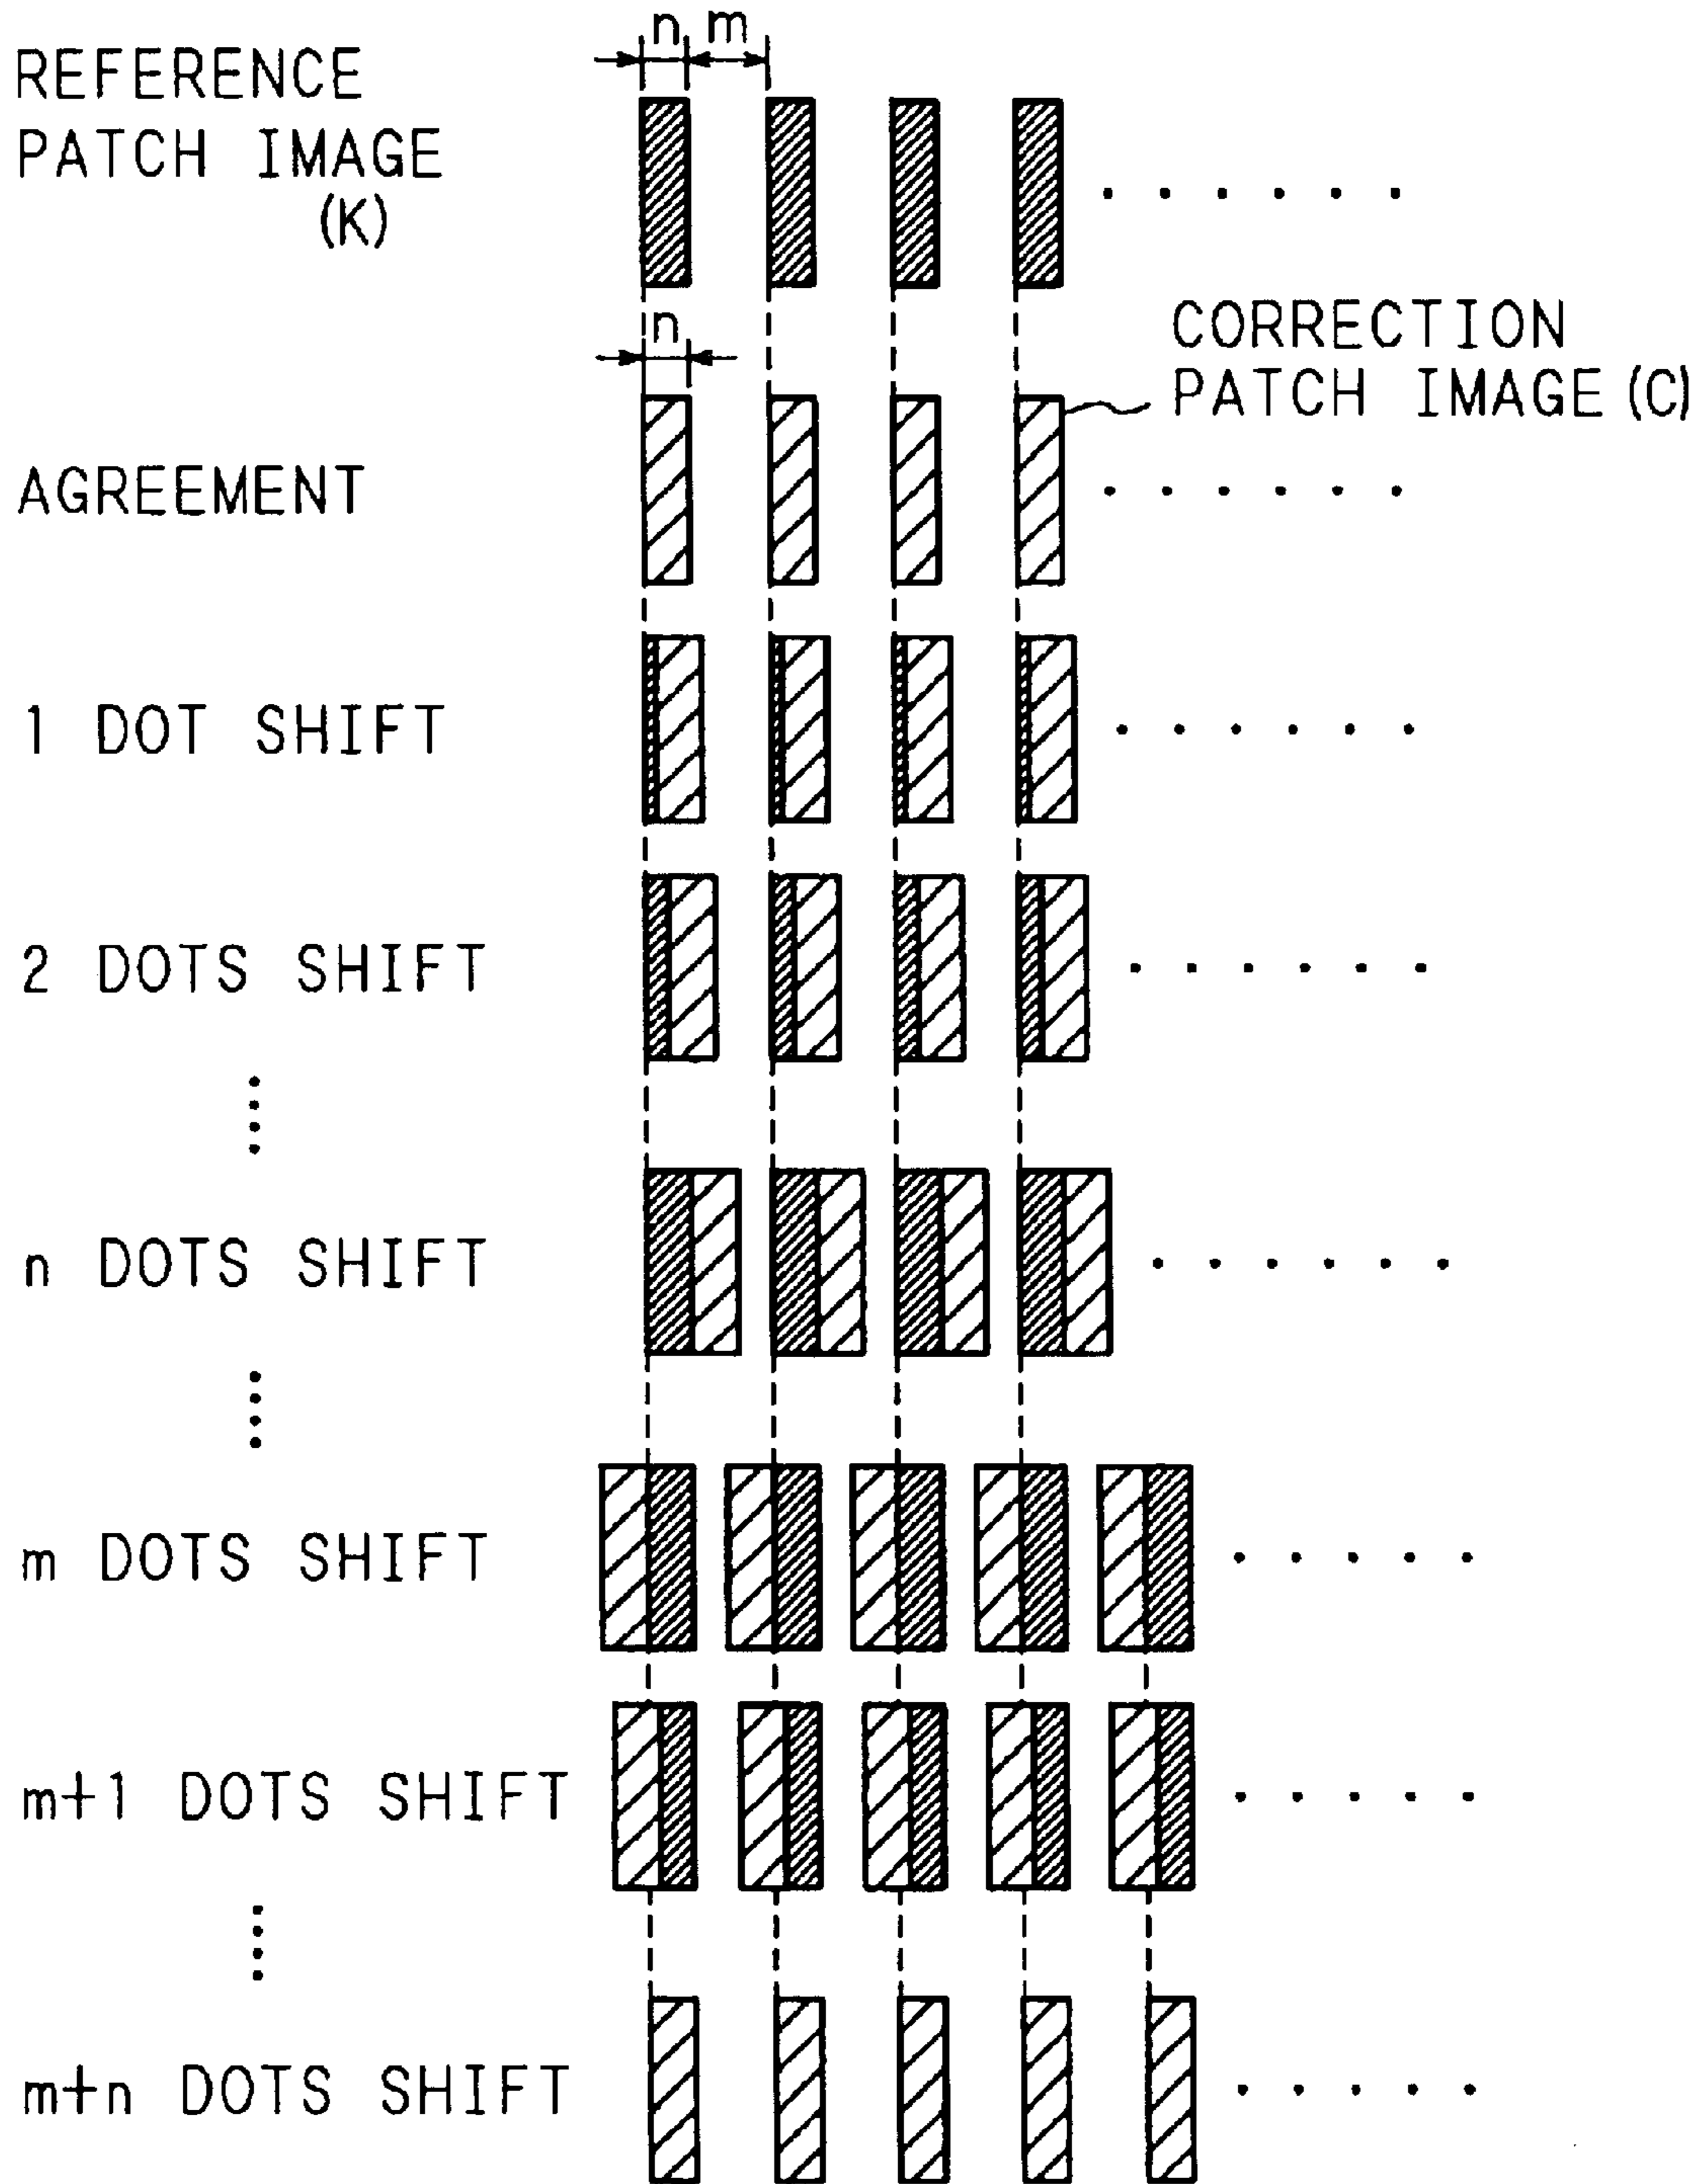 n m
REFERENCE
PATCH IMAGE
(K)
n
CORRECTION
PATCH IMAGE (C)
AGREEMENT
1 DOT SHIFT
2 DOTS SHIFT
n DOTS SHIFT
m DOTS SHIFT
m+1 DOTS SHIFT
m+n DOTS SHIFT